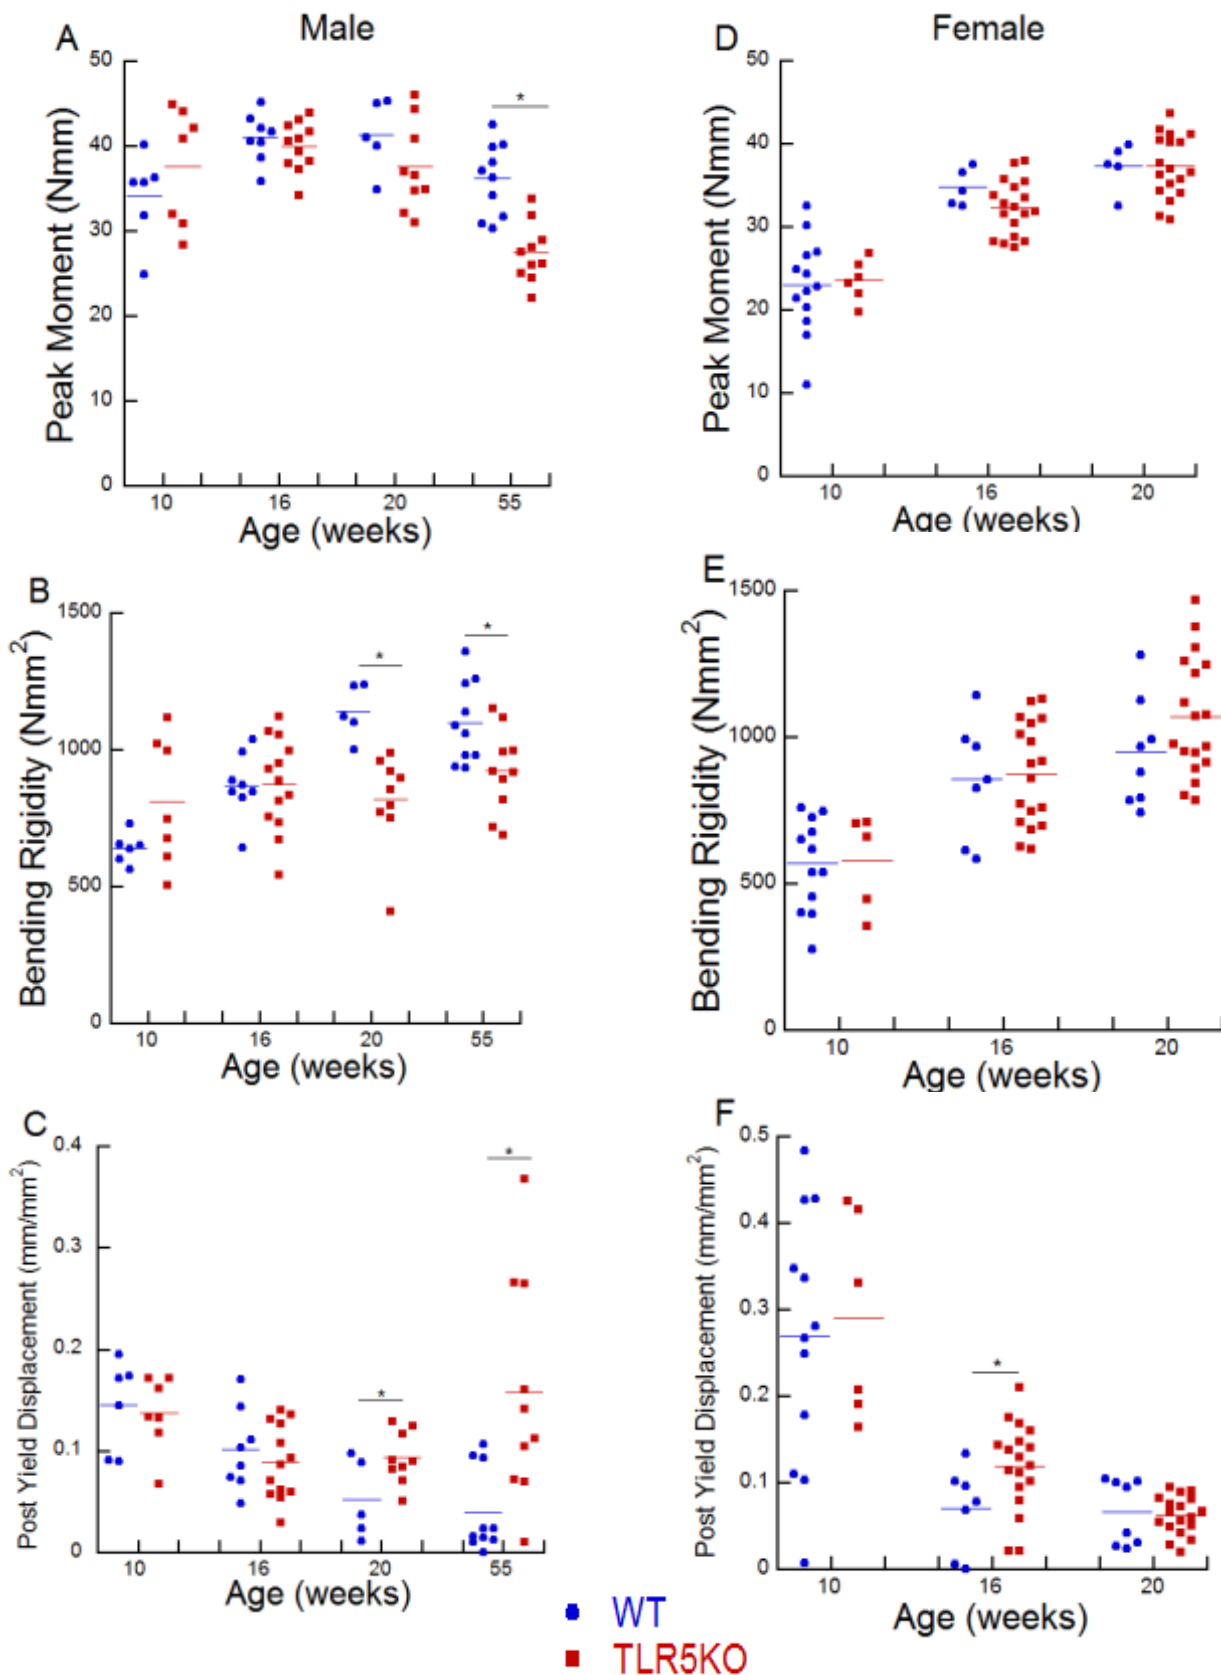 Male
A
Peak Moment (Nmm)
50
40
30
20
10
0
*
10 16 20 55
Age (weeks)
Female
D
Peak Moment (Nmm)
50
40
30
20
10
0
10 16 20
Age (weeks)
B
Bending Rigidity (Nmm²)
1500
1000
500
0
* *
10 16 20 55
Age (weeks)
E
Bending Rigidity (Nmm²)
1500
1000
500
0
10 16 20
Age (weeks)
C
Post Yield Displacement (mm/mm²)
0.4
0.3
0.2
0.1
0
* *
10 16 20 55
Age (weeks)
F
Post Yield Displacement (mm/mm²)
0.5
0.4
0.3
0.2
0.1
0
*
10 16 20
Age (weeks)
WT
TLR5KO